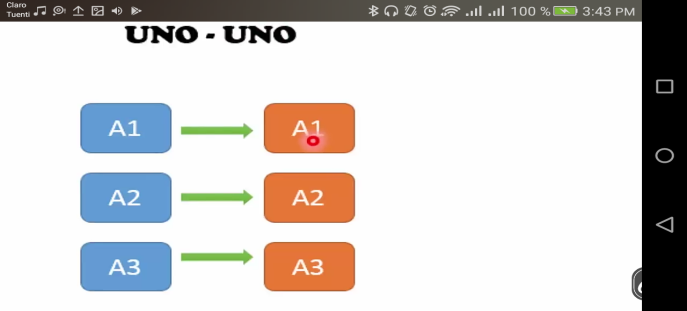 Claro
Tuenti
100 % 3:43 PM
UNO - UNO
A1 A1
A2 A2
A3 A3